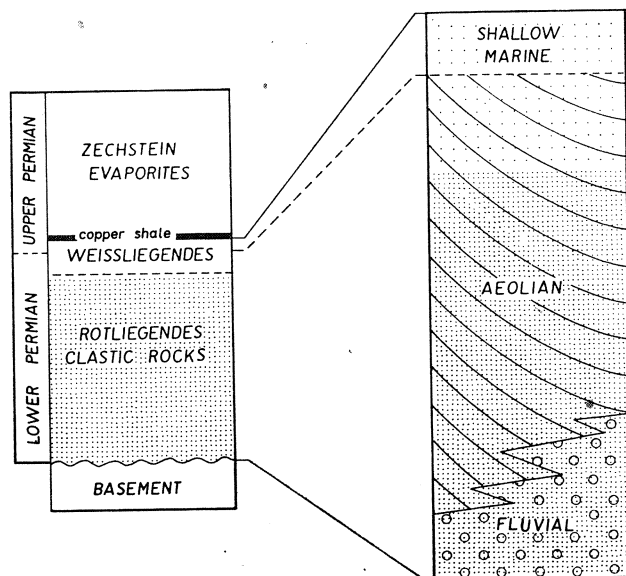 UPPER PERMIAN
LOWER PERMIAN
ZECHSTEIN
EVAPORITES
copper shale
WEISSLIEGENDES
ROTLIEGENDES
CLASTIC ROCKS
BASEMENT
SHALLOW
MARINE
AEOLIAN
FLUVIAL